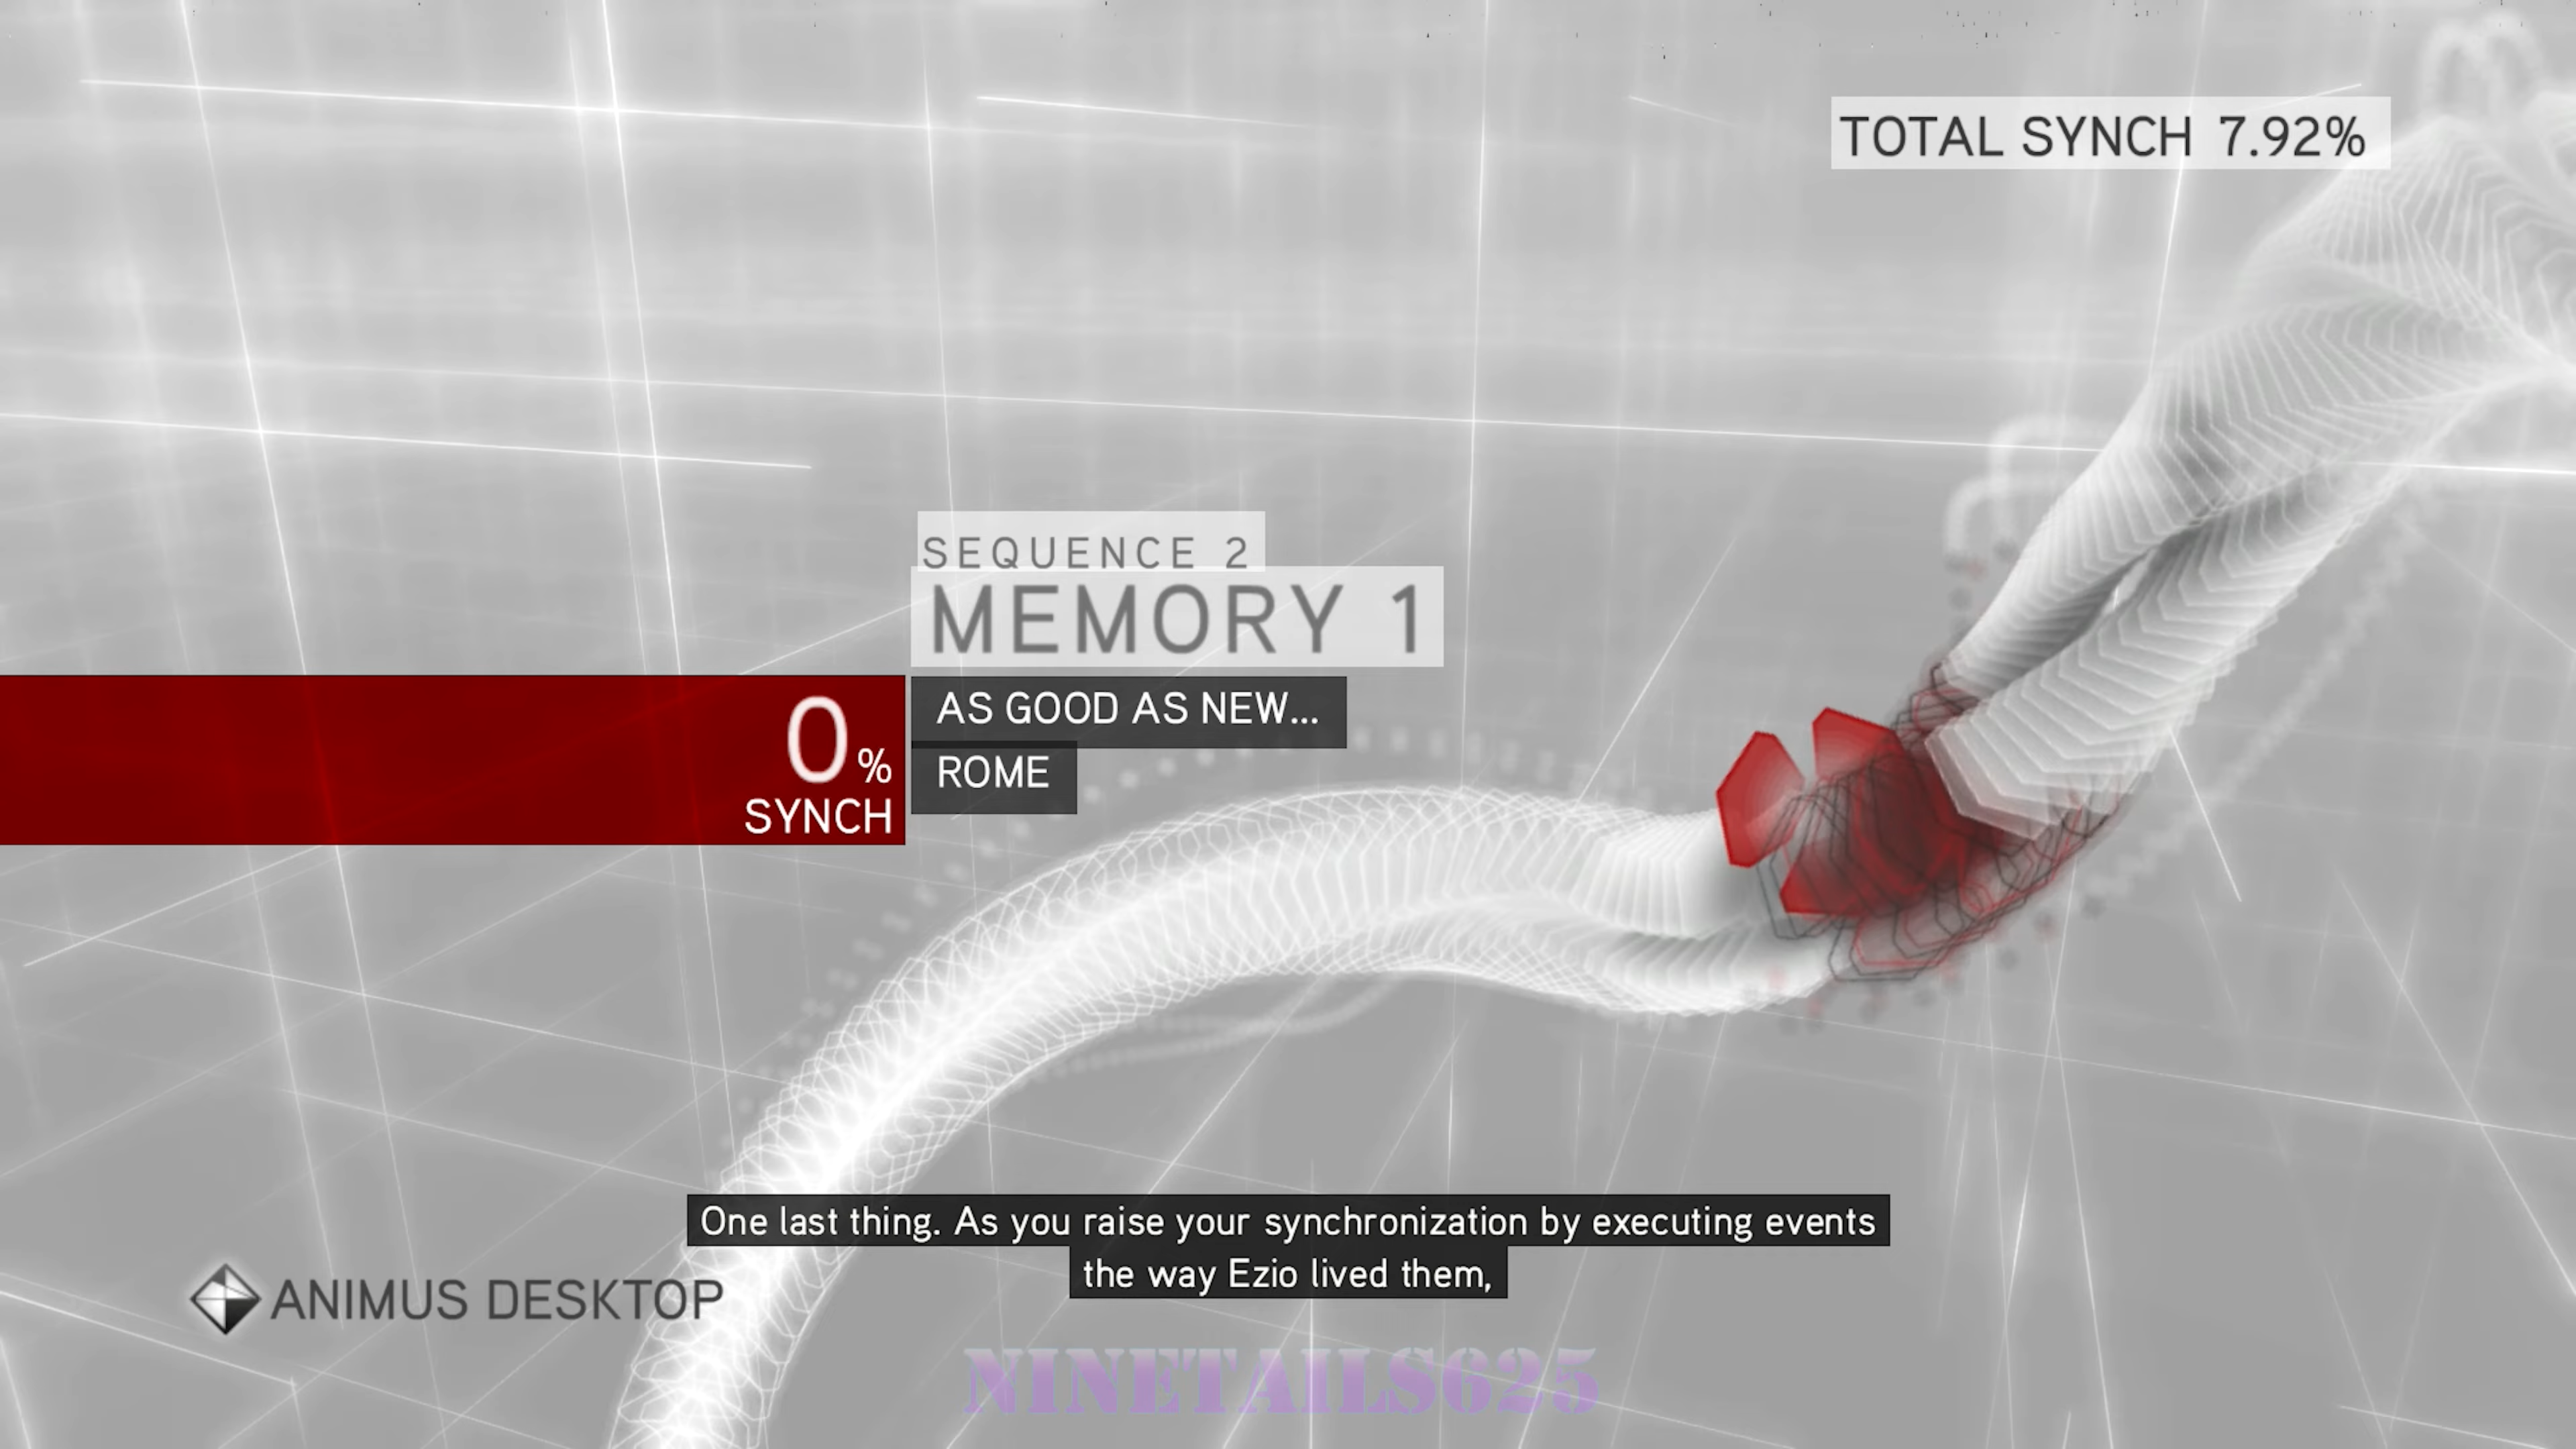 TOTAL SYNCH 7.92%
SEQUENCE 2
MEMORY 1
0%
SYNCH
AS GOOD AS NEW...
ROME
One last thing. As you raise your synchronization by executing events
the way Ezio lived them,
ANIMUS DESKTOP
NINETAILS625